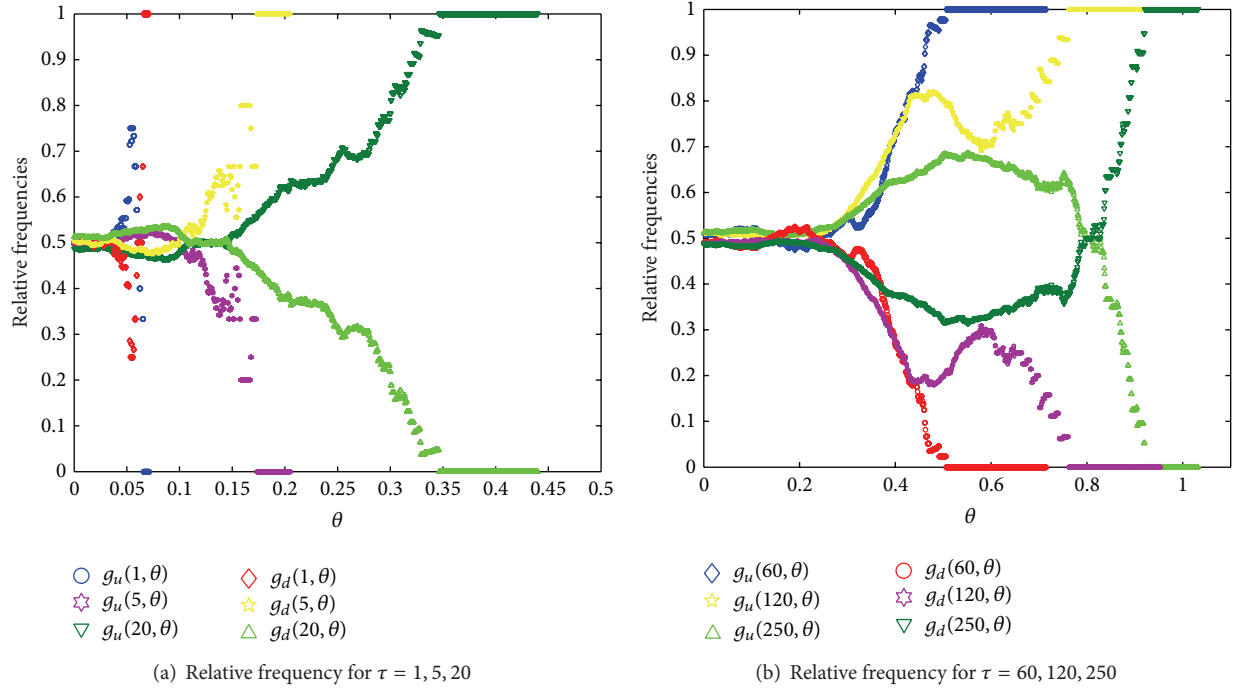 1
0.9
0.8
0.7
0.6
0.5
0.4
0.3
0.2
0.1
0
Relative frequencies
0 0.05 0.1 0.15 0.2 0.25 0.3 0.35 0.4 0.45 0.5
θ
g_u(1, θ) g_d(1, θ)
g_u(5, θ) g_d(5, θ)
g_u(20, θ) g_d(20, θ)
(a) Relative frequency for τ = 1, 5, 20
1
0.9
0.8
0.7
0.6
0.5
0.4
0.3
0.2
0.1
0
Relative frequencies
0 0.2 0.4 0.6 0.8 1
θ
g_u(60, θ) g_d(60, θ)
g_u(120, θ) g_d(120, θ)
g_u(250, θ) g_d(250, θ)
(b) Relative frequency for τ = 60, 120, 250